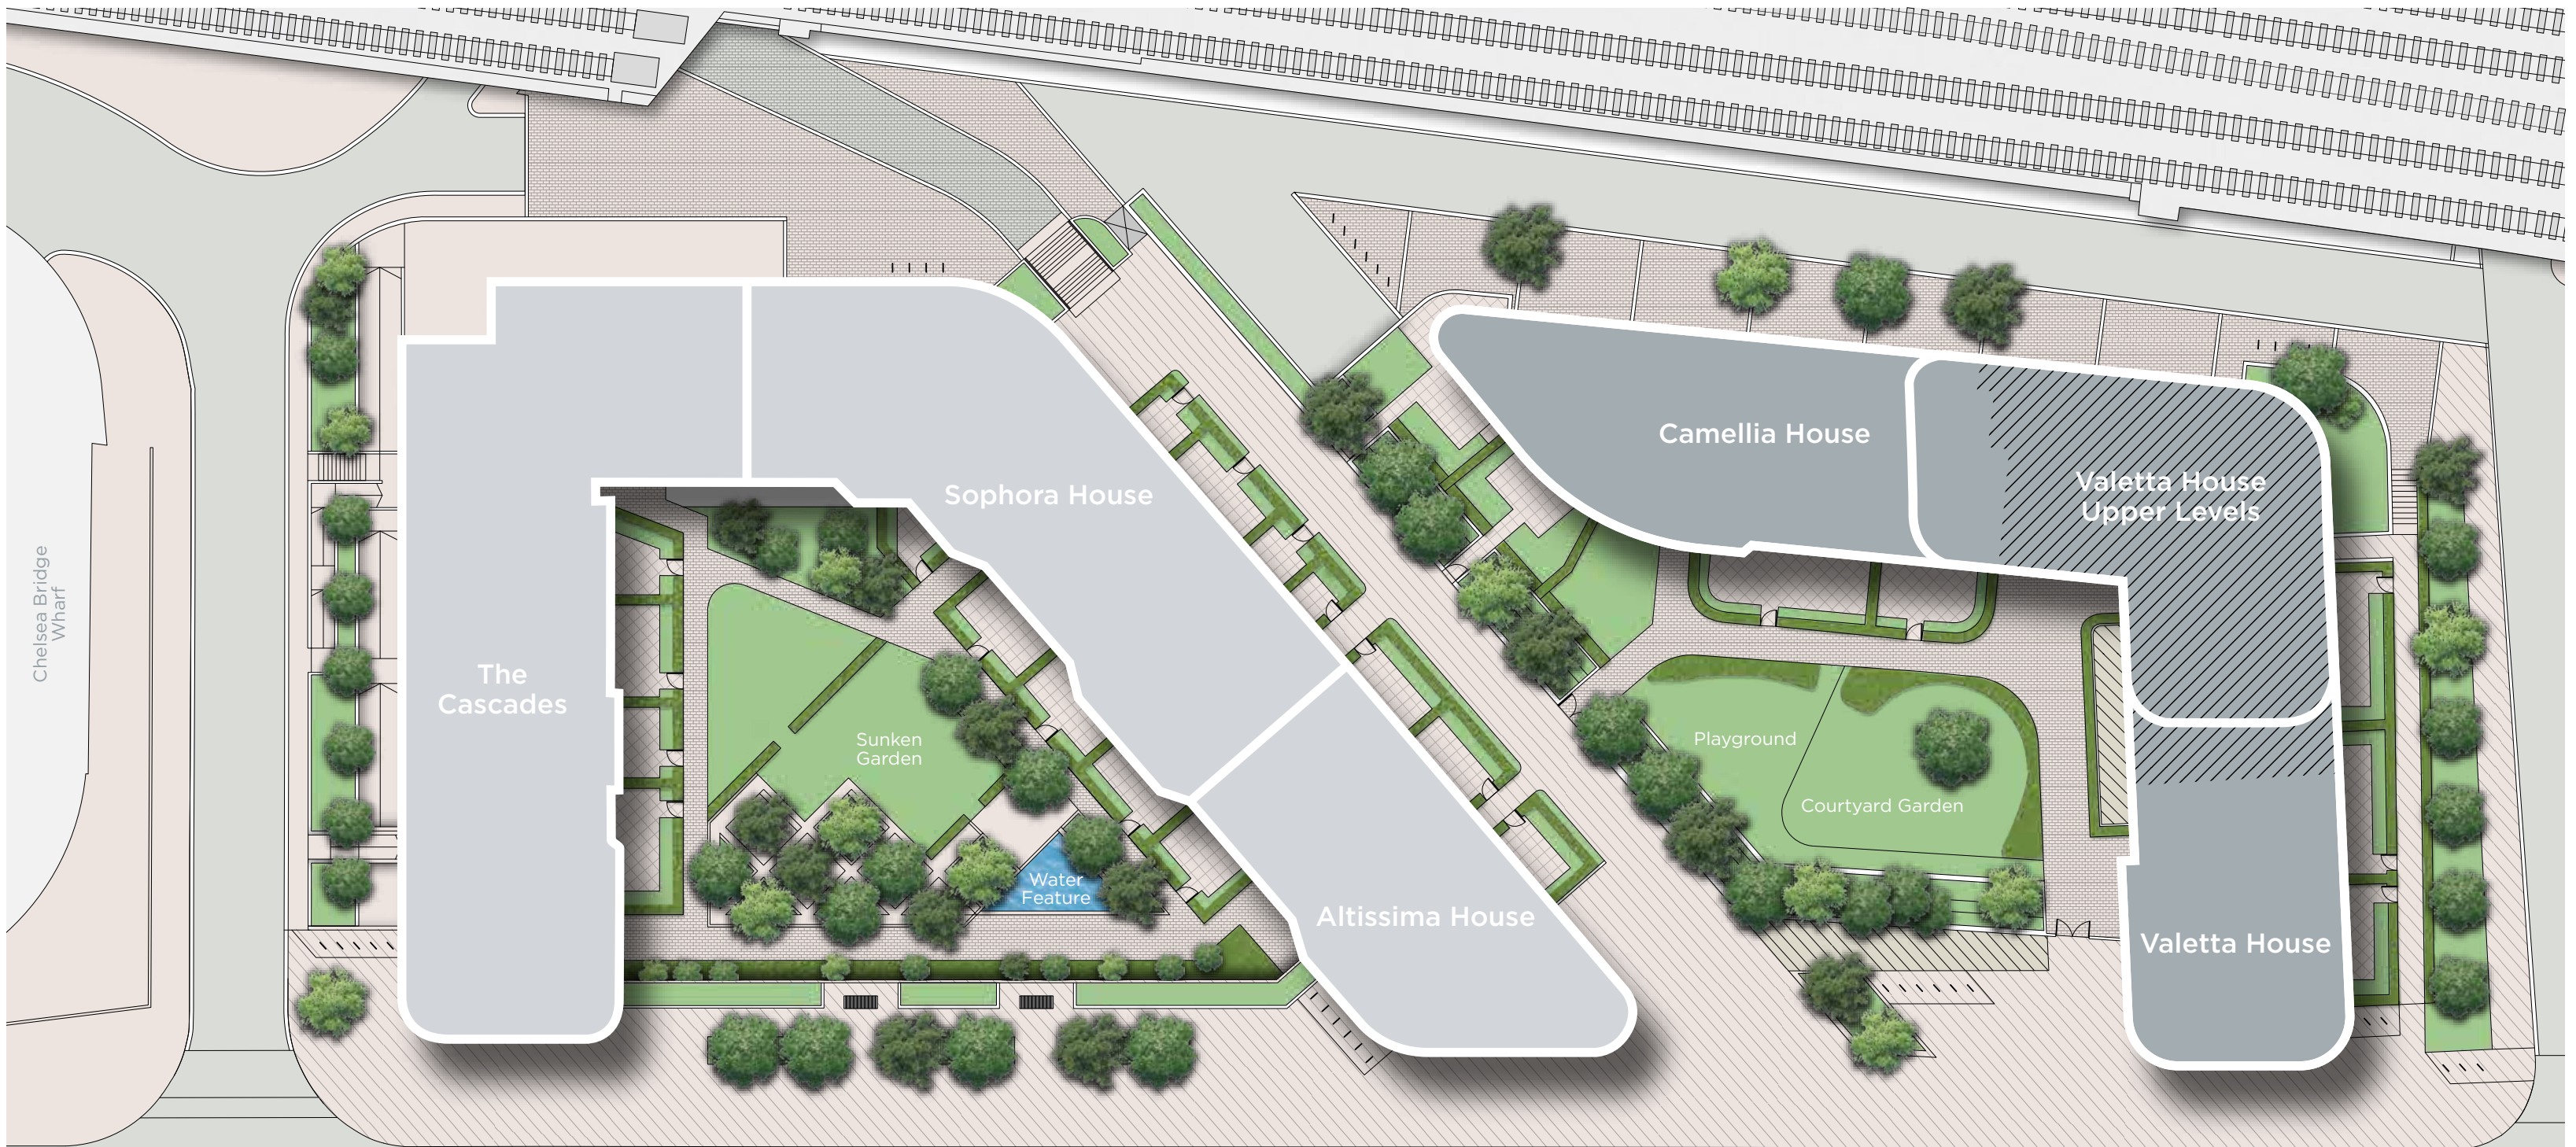 Chelsea Bridge
Wharf
The
Cascades
Sophora House
Sunken
Garden
Water
Feature
Altissima House
Camellia House
Valetta House
Upper Levels
Playground
Courtyard Garden
Valetta House